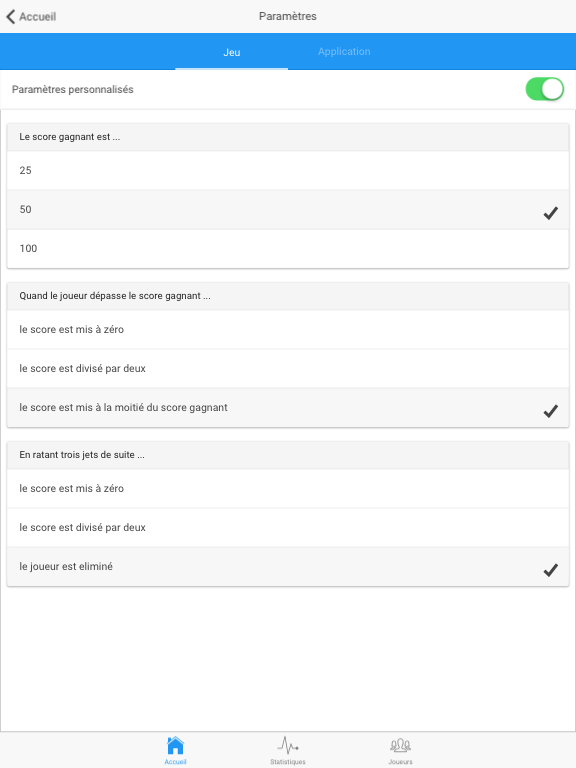 Accueil
Paramètres
Jeu
Application
Paramètres personnalisés
Le score gagnant est ...
25
50
100
Quand le joueur dépasse le score gagnant ...
le score est mis à zéro
le score est divisé par deux
le score est mis à la moitié du score gagnant
En ratant trois jets de suite ...
le score est mis à zéro
le score est divisé par deux
le joueur est eliminé
Accueil
Statistiques
Joueurs